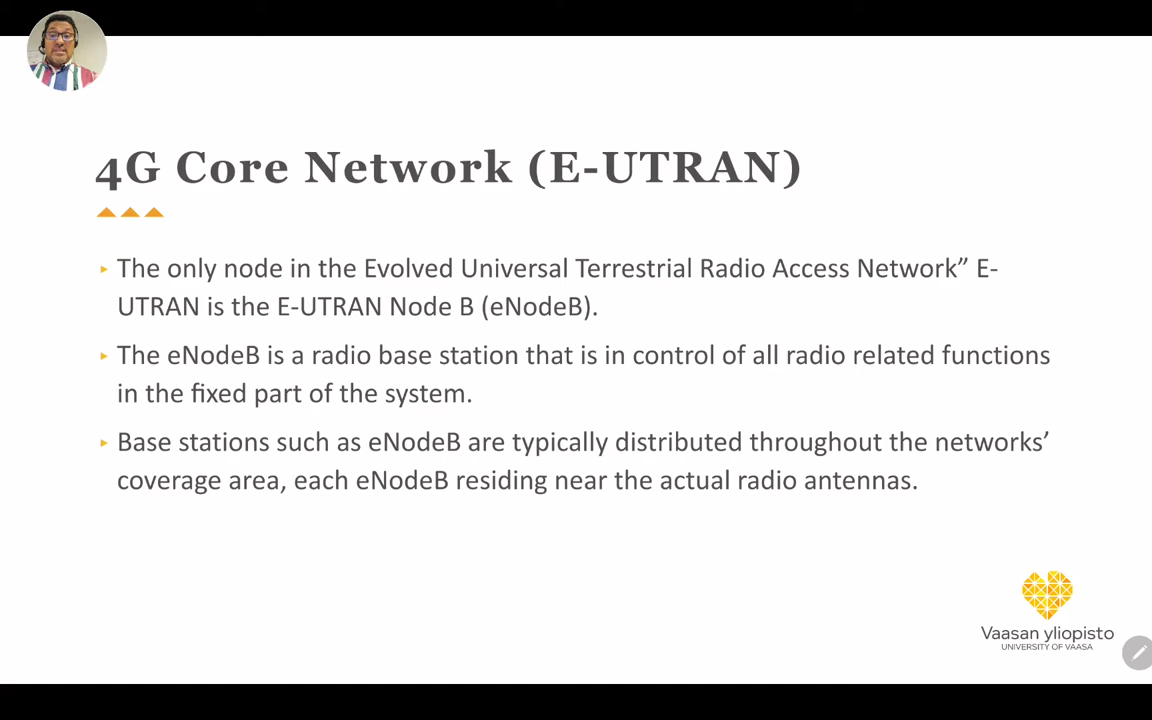 4G Core Network (E-UTRAN)
The only node in the Evolved Universal Terrestrial Radio Access Network” E-
UTRAN is the E-UTRAN Node B (eNodeB).
The eNodeB is a radio base station that is in control of all radio related functions
in the fixed part of the system.
Base stations such as eNodeB are typically distributed throughout the networks’
coverage area, each eNodeB residing near the actual radio antennas.
Vaasan yliopisto
UNIVERSITY OF VAASA